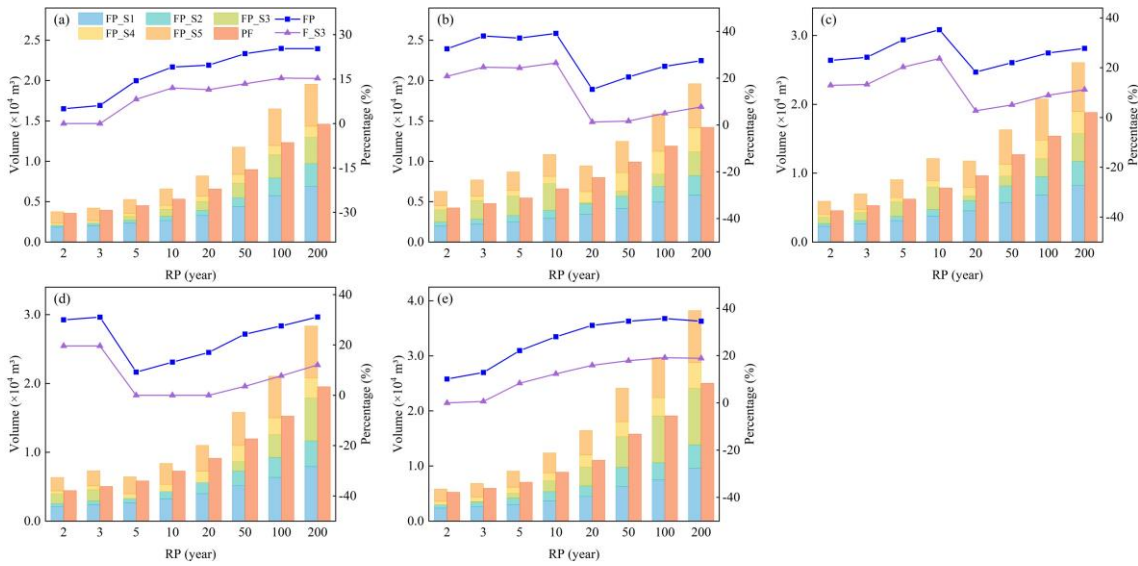 (a) FP_S1 FP_S2 FP_S3 FP
FP_S4 FP_S5 PF F_S3
Volume (×10⁴ m³)
2.5
2.0
1.5
1.0
0.5
0.0
30
15
0
-15
-30
Percentage (%)
2 3 5 10 20 50 100 200
RP (year)
(b)
Volume (×10⁴ m³)
2.5
2.0
1.5
1.0
0.5
0.0
40
20
0
-20
-40
Percentage (%)
2 3 5 10 20 50 100 200
RP (year)
(c)
Volume (×10⁴ m³)
3.0
2.0
1.0
0.0
40
20
0
-20
-40
Percentage (%)
2 3 5 10 20 50 100 200
RP (year)
(d)
Volume (×10⁴ m³)
3.0
2.0
1.0
0.0
40
20
0
-20
-40
Percentage (%)
2 3 5 10 20 50 100 200
RP (year)
(e)
Volume (×10⁴ m³)
4.0
3.0
2.0
1.0
0.0
40
20
0
-20
-40
Percentage (%)
2 3 5 10 20 50 100 200
RP (year)